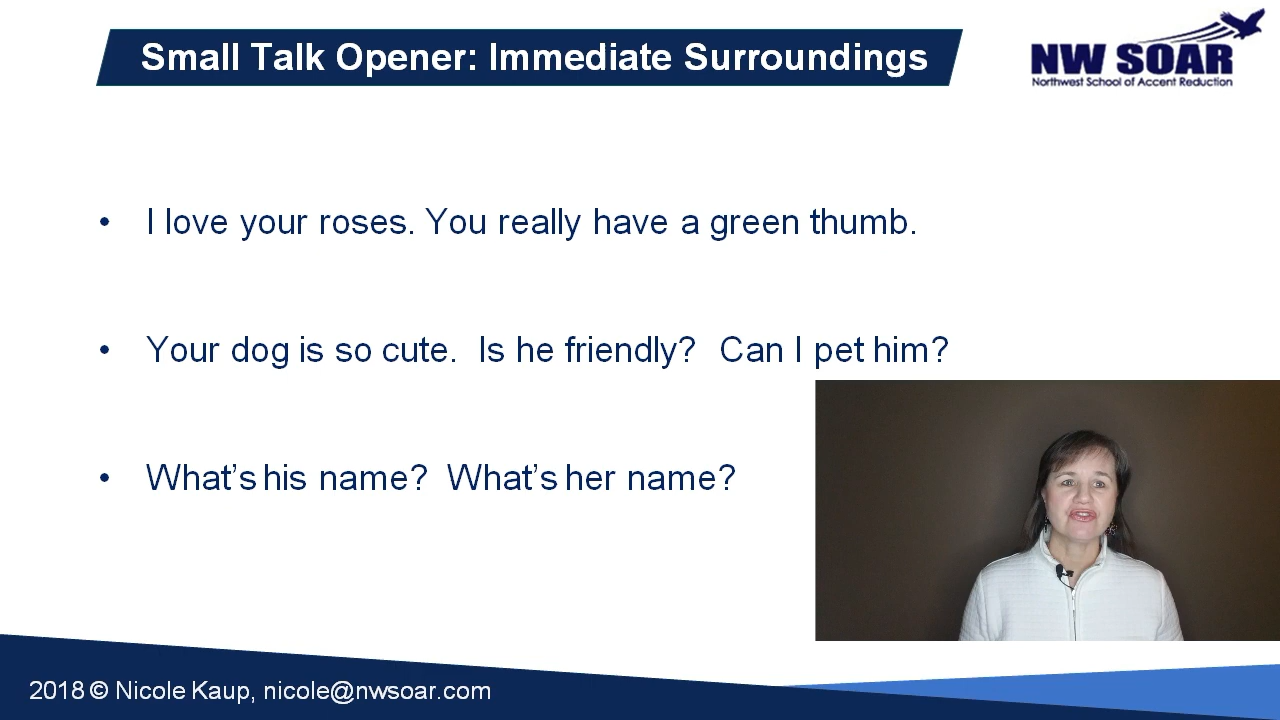 Small Talk Opener: Immediate Surroundings
NW SOAR
Northwest School of Accent Reduction
• I love your roses. You really have a green thumb.
• Your dog is so cute.  Is he friendly?  Can I pet him?
• What’s his name?  What’s her name?
2018 © Nicole Kaup, nicole@nwsoar.com